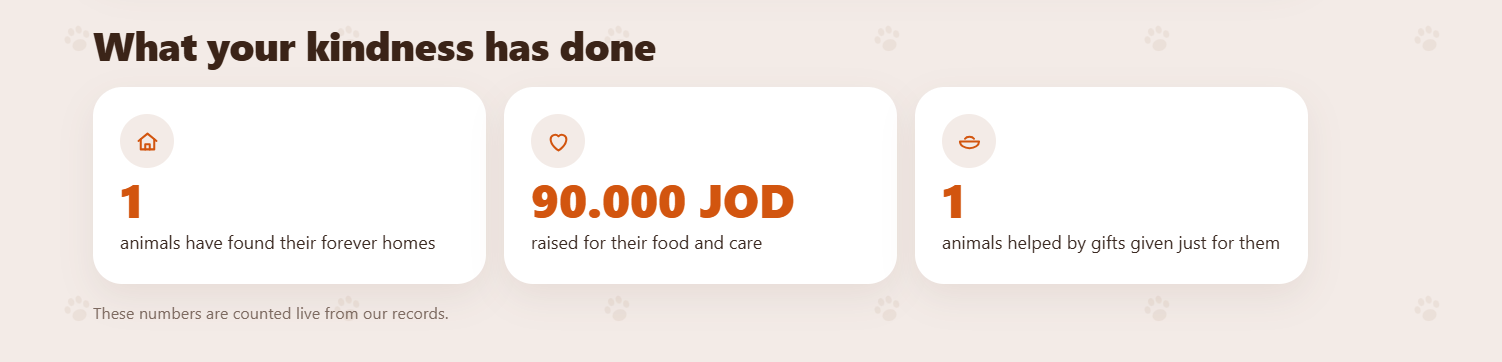 What your kindness has done
1
animals have found their forever homes
90.000 JOD
raised for their food and care
1
animals helped by gifts given just for them
These numbers are counted live from our records.